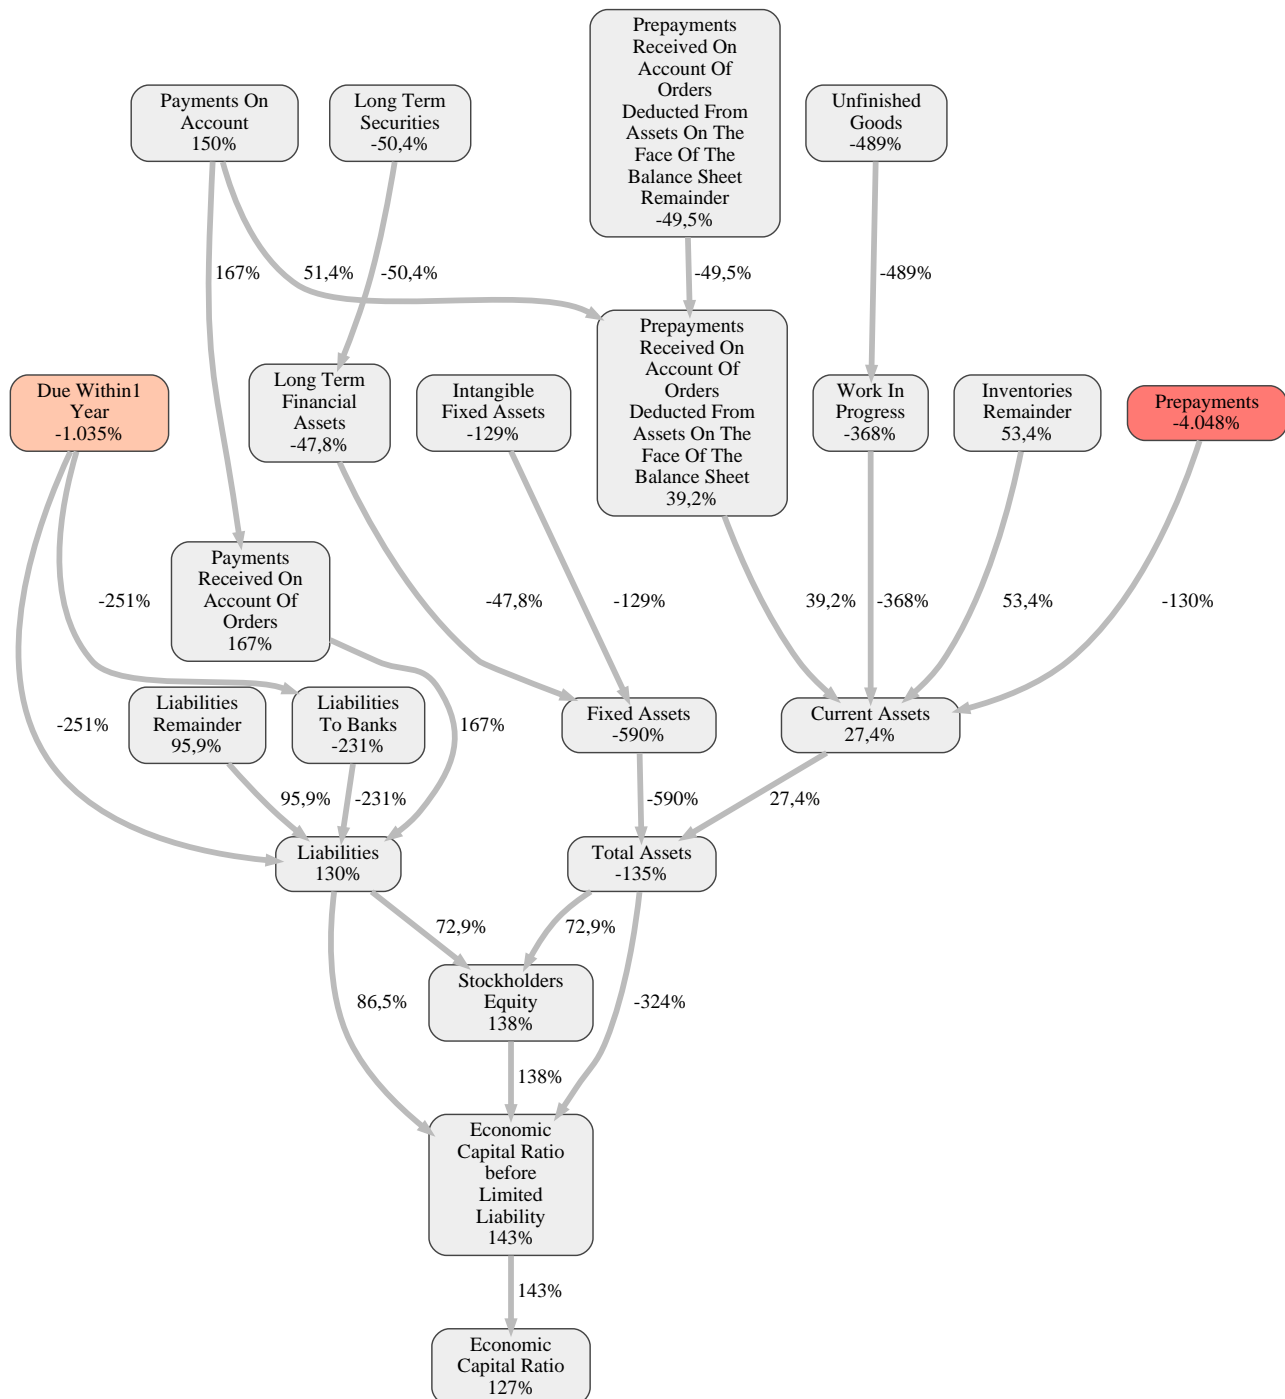 Prepayments
Received On
Account Of
Orders
Deducted From
Assets On The
Face Of The
Balance Sheet
Remainder
-49,5%
Payments On
Account
150%
Long Term
Securities
-50,4%
Unfinished
Goods
-489%
167%
51,4%
-50,4%
-49,5%
-489%
Prepayments
Received On
Account Of
Orders
Deducted From
Assets On The
Face Of The
Balance Sheet
39,2%
Due Within1
Year
-1.035%
Long Term
Financial
Assets
-47,8%
Intangible
Fixed Assets
-129%
Work In
Progress
-368%
Inventories
Remainder
53,4%
Prepayments
-4.048%
Payments
Received On
Account Of
Orders
167%
-251%
-47,8%
-129%
39,2%
-368%
53,4%
-130%
Liabilities
Remainder
95,9%
Liabilities
To Banks
-231%
-251%
167%
Fixed Assets
-590%
Current Assets
27,4%
95,9%
-231%
-590%
27,4%
Liabilities
130%
Total Assets
-135%
72,9%
72,9%
86,5%
Stockholders
Equity
138%
-324%
138%
Economic
Capital Ratio
before
Limited
Liability
143%
143%
Economic
Capital Ratio
127%